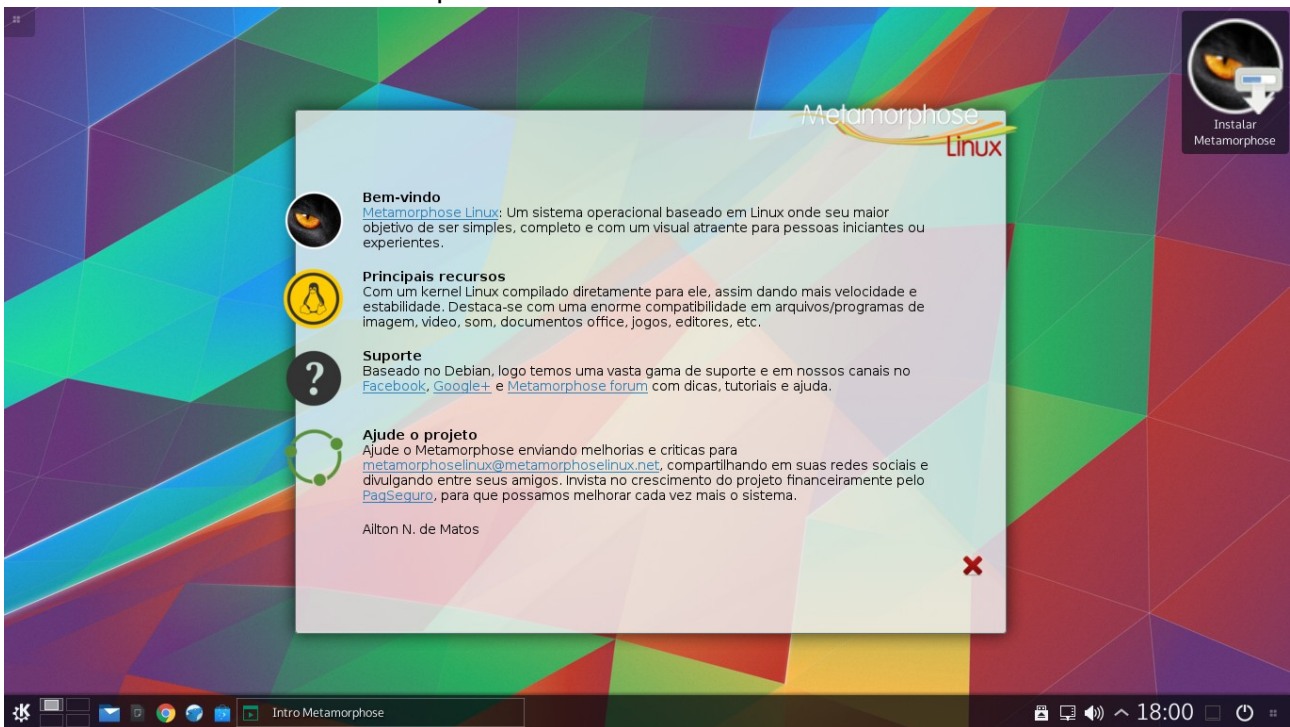 Metamorphose
Linux
Instalar
Metamorphose
Bem-vindo
Metamorphose Linux: Um sistema operacional baseado em Linux onde seu maior
objetivo de ser simples, completo e com um visual atraente para pessoas iniciantes ou
experientes.
Principais recursos
Com um kernel Linux compilado diretamente para ele, assim dando mais velocidade e
estabilidade. Destaca-se com uma enorme compatibilidade em arquivos/programas de
imagem, video, som, documentos office, jogos, editores, etc.
?
Suporte
Baseado no Debian, logo temos uma vasta gama de suporte e em nossos canais no
Facebook, Google+ e Metamorphose forum com dicas, tutoriais e ajuda.
Ajude o projeto
Ajude o Metamorphose enviando melhorias e criticas para
metamorphoselinux@metamorphoselinux.net, compartilhando em suas redes sociais e
divulgando entre seus amigos. Invista no crescimento do projeto financeiramente pelo
PagSeguro, para que possamos melhorar cada vez mais o sistema.
Ailton N. de Matos
Intro Metamorphose
18:00